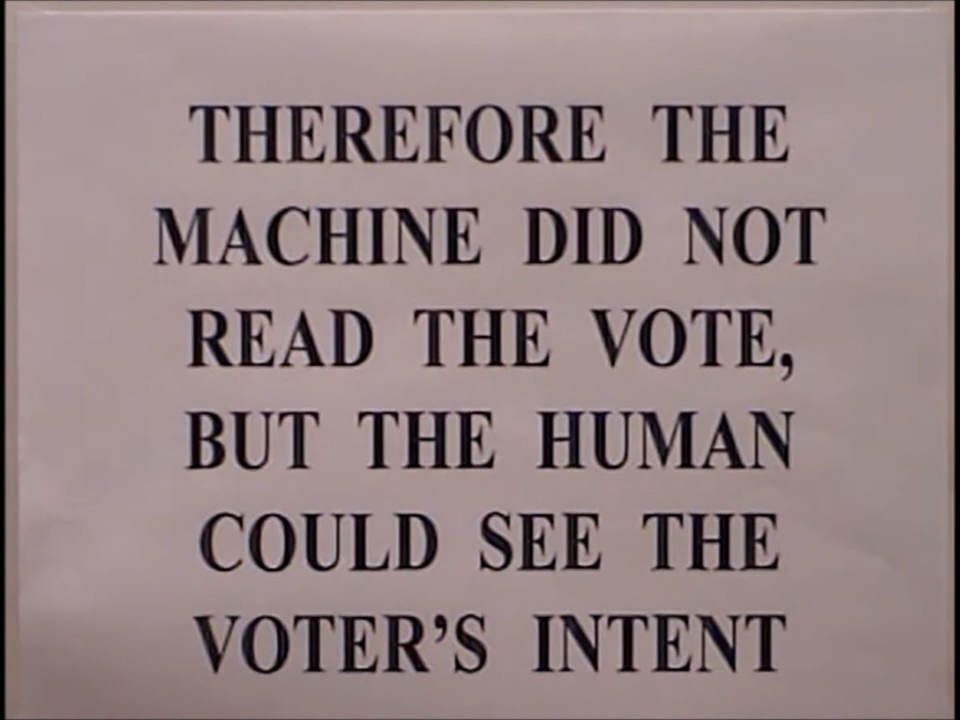 THEREFORE THE
MACHINE DID NOT
READ THE VOTE,
BUT THE HUMAN
COULD SEE THE
VOTER’S INTENT